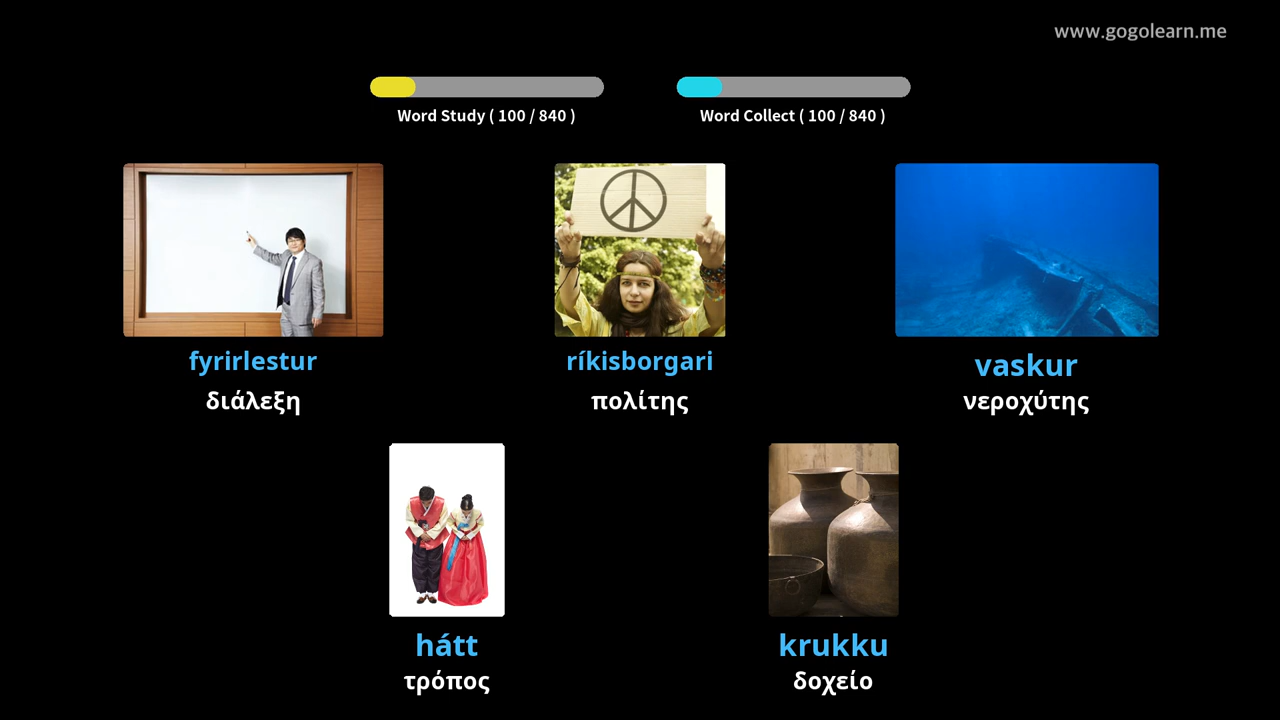 www.gogolearn.me
Word Study ( 100 / 840 )
Word Collect ( 100 / 840 )
fyrirlestur
διάλεξη
ríkisborgari
πολίτης
vaskur
νεροχύτης
hátt
τρόπος
krukku
δοχείο